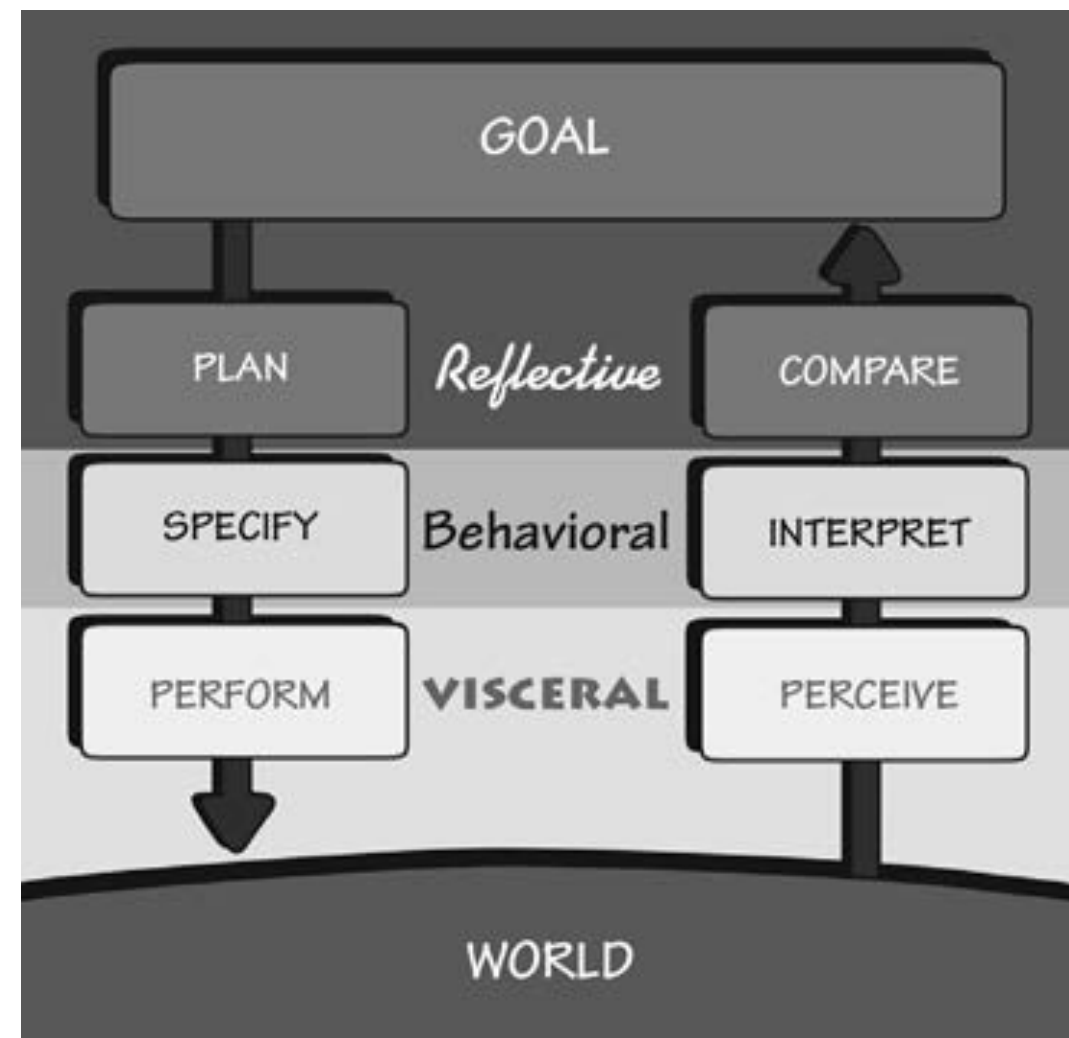 GOAL
PLAN Reflective COMPARE
SPECIFY Behavioral INTERPRET
PERFORM VISCERAL PERCEIVE
WORLD